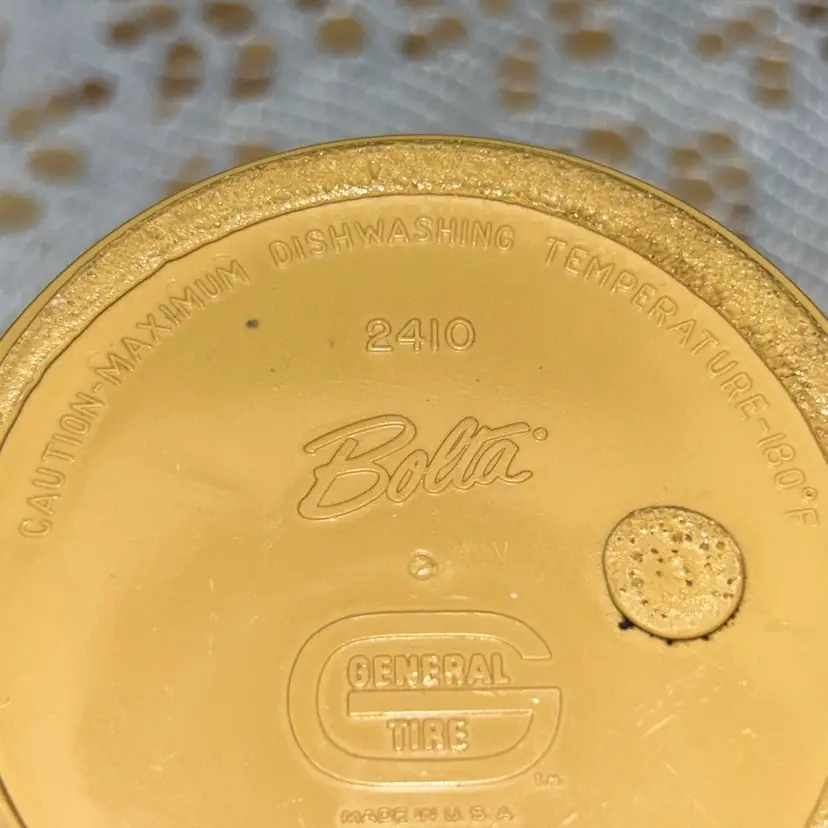 CAUTION-MAXIMUM DISHWASHING TEMPERATURE-180°F
2410
Bolta®
G
GENERAL
TIRE
T.M.
MADE IN U.S.A.